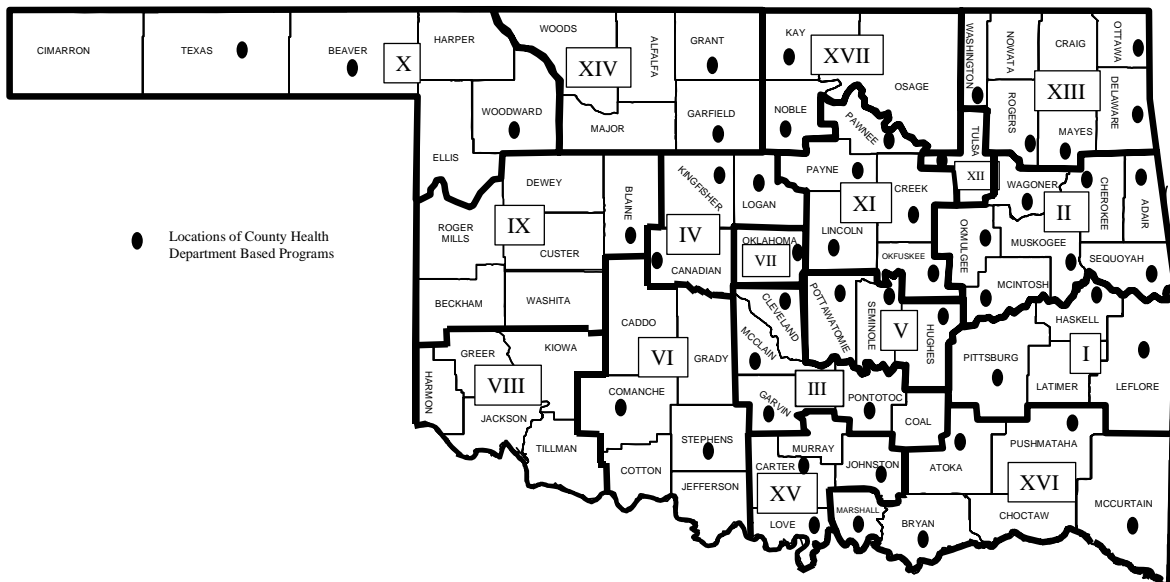 CIMARRON
TEXAS
BEAVER
X
HARPER
WOODS
XIV
ALFALFA
GRANT
KAY
XVII
OSAGE
WASHINGTON
NOWATA
CRAIG
OTTAWA
XIII
WOODWARD
MAJOR
GARFIELD
NOBLE
PAWNEE
TULSA
ROGERS
MAYES
DELAWARE
ELLIS
DEWEY
BLAINE
KINGFISHER
LOGAN
PAYNE
XI
CREEK
XII
WAGONER
II
CHEROKEE
ADAIR
ROGER
MILLS
IX
CUSTER
IV
CANADIAN
OKLAHOMA
VII
LINCOLN
OKFUSKEE
OKMULGEE
MUSKOGEE
SEQUOYAH
MCINTOSH
Locations of County Health
Department Based Programs
BECKHAM
WASHITA
CADDO
VI
GRADY
CLEVELAND
MCCLAIN
POTTAWATOMIE
SEMINOLE
V
HUGHES
PITTSBURG
HASKELL
I
LATIMER
LEFLORE
GREER
KIOWA
HARMON
VIII
JACKSON
TILLMAN
COMANCHE
COTTON
STEPHENS
JEFFERSON
III
GARVIN
PONTOTOC
COAL
MURRAY
CARTER
XV
LOVE
JOHNSTON
MARSHALL
ATOKA
BRYAN
PUSHMATAHA
XVI
CHOCTAW
MCCURTAIN